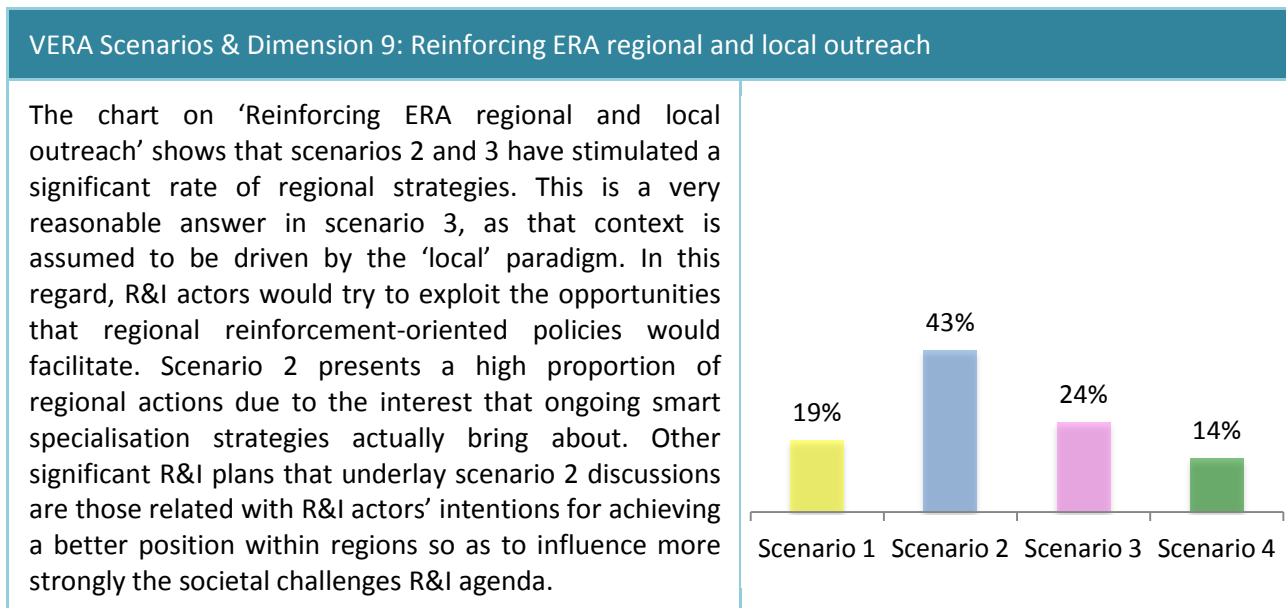 VERA Scenarios & Dimension 9: Reinforcing ERA regional and local outreach
The chart on ‘Reinforcing ERA regional and local
outreach’ shows that scenarios 2 and 3 have stimulated a
significant rate of regional strategies. This is a very
reasonable answer in scenario 3, as that context is
assumed to be driven by the ‘local’ paradigm. In this
regard, R&I actors would try to exploit the opportunities
that regional reinforcement-oriented policies would
facilitate. Scenario 2 presents a high proportion of
regional actions due to the interest that ongoing smart
specialisation strategies actually bring about. Other
significant R&I plans that underlay scenario 2 discussions
are those related with R&I actors’ intentions for achieving
a better position within regions so as to influence more
strongly the societal challenges R&I agenda.
19% 43% 24% 14%
Scenario 1 Scenario 2 Scenario 3 Scenario 4